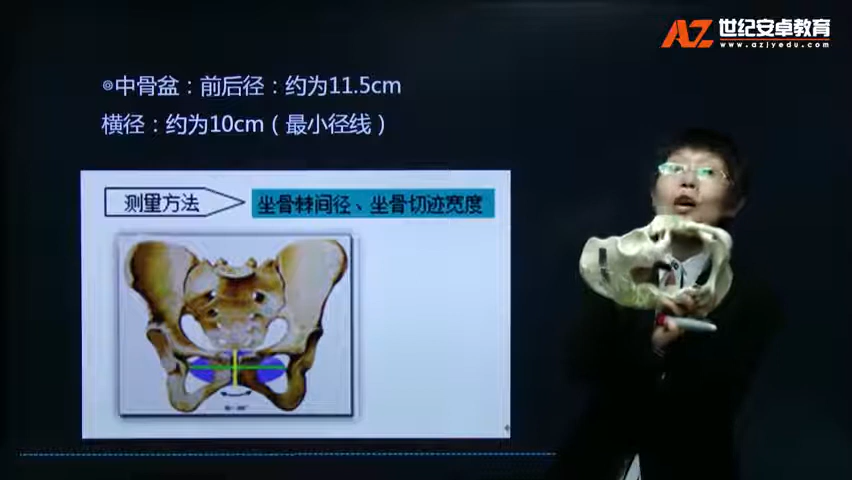 AZ 世纪安卓教育
www.azjyedu.com
◎中骨盆：前后径：约为11.5cm
横径：约为10cm（最小径线）
测量方法
坐骨棘间径、坐骨切迹宽度